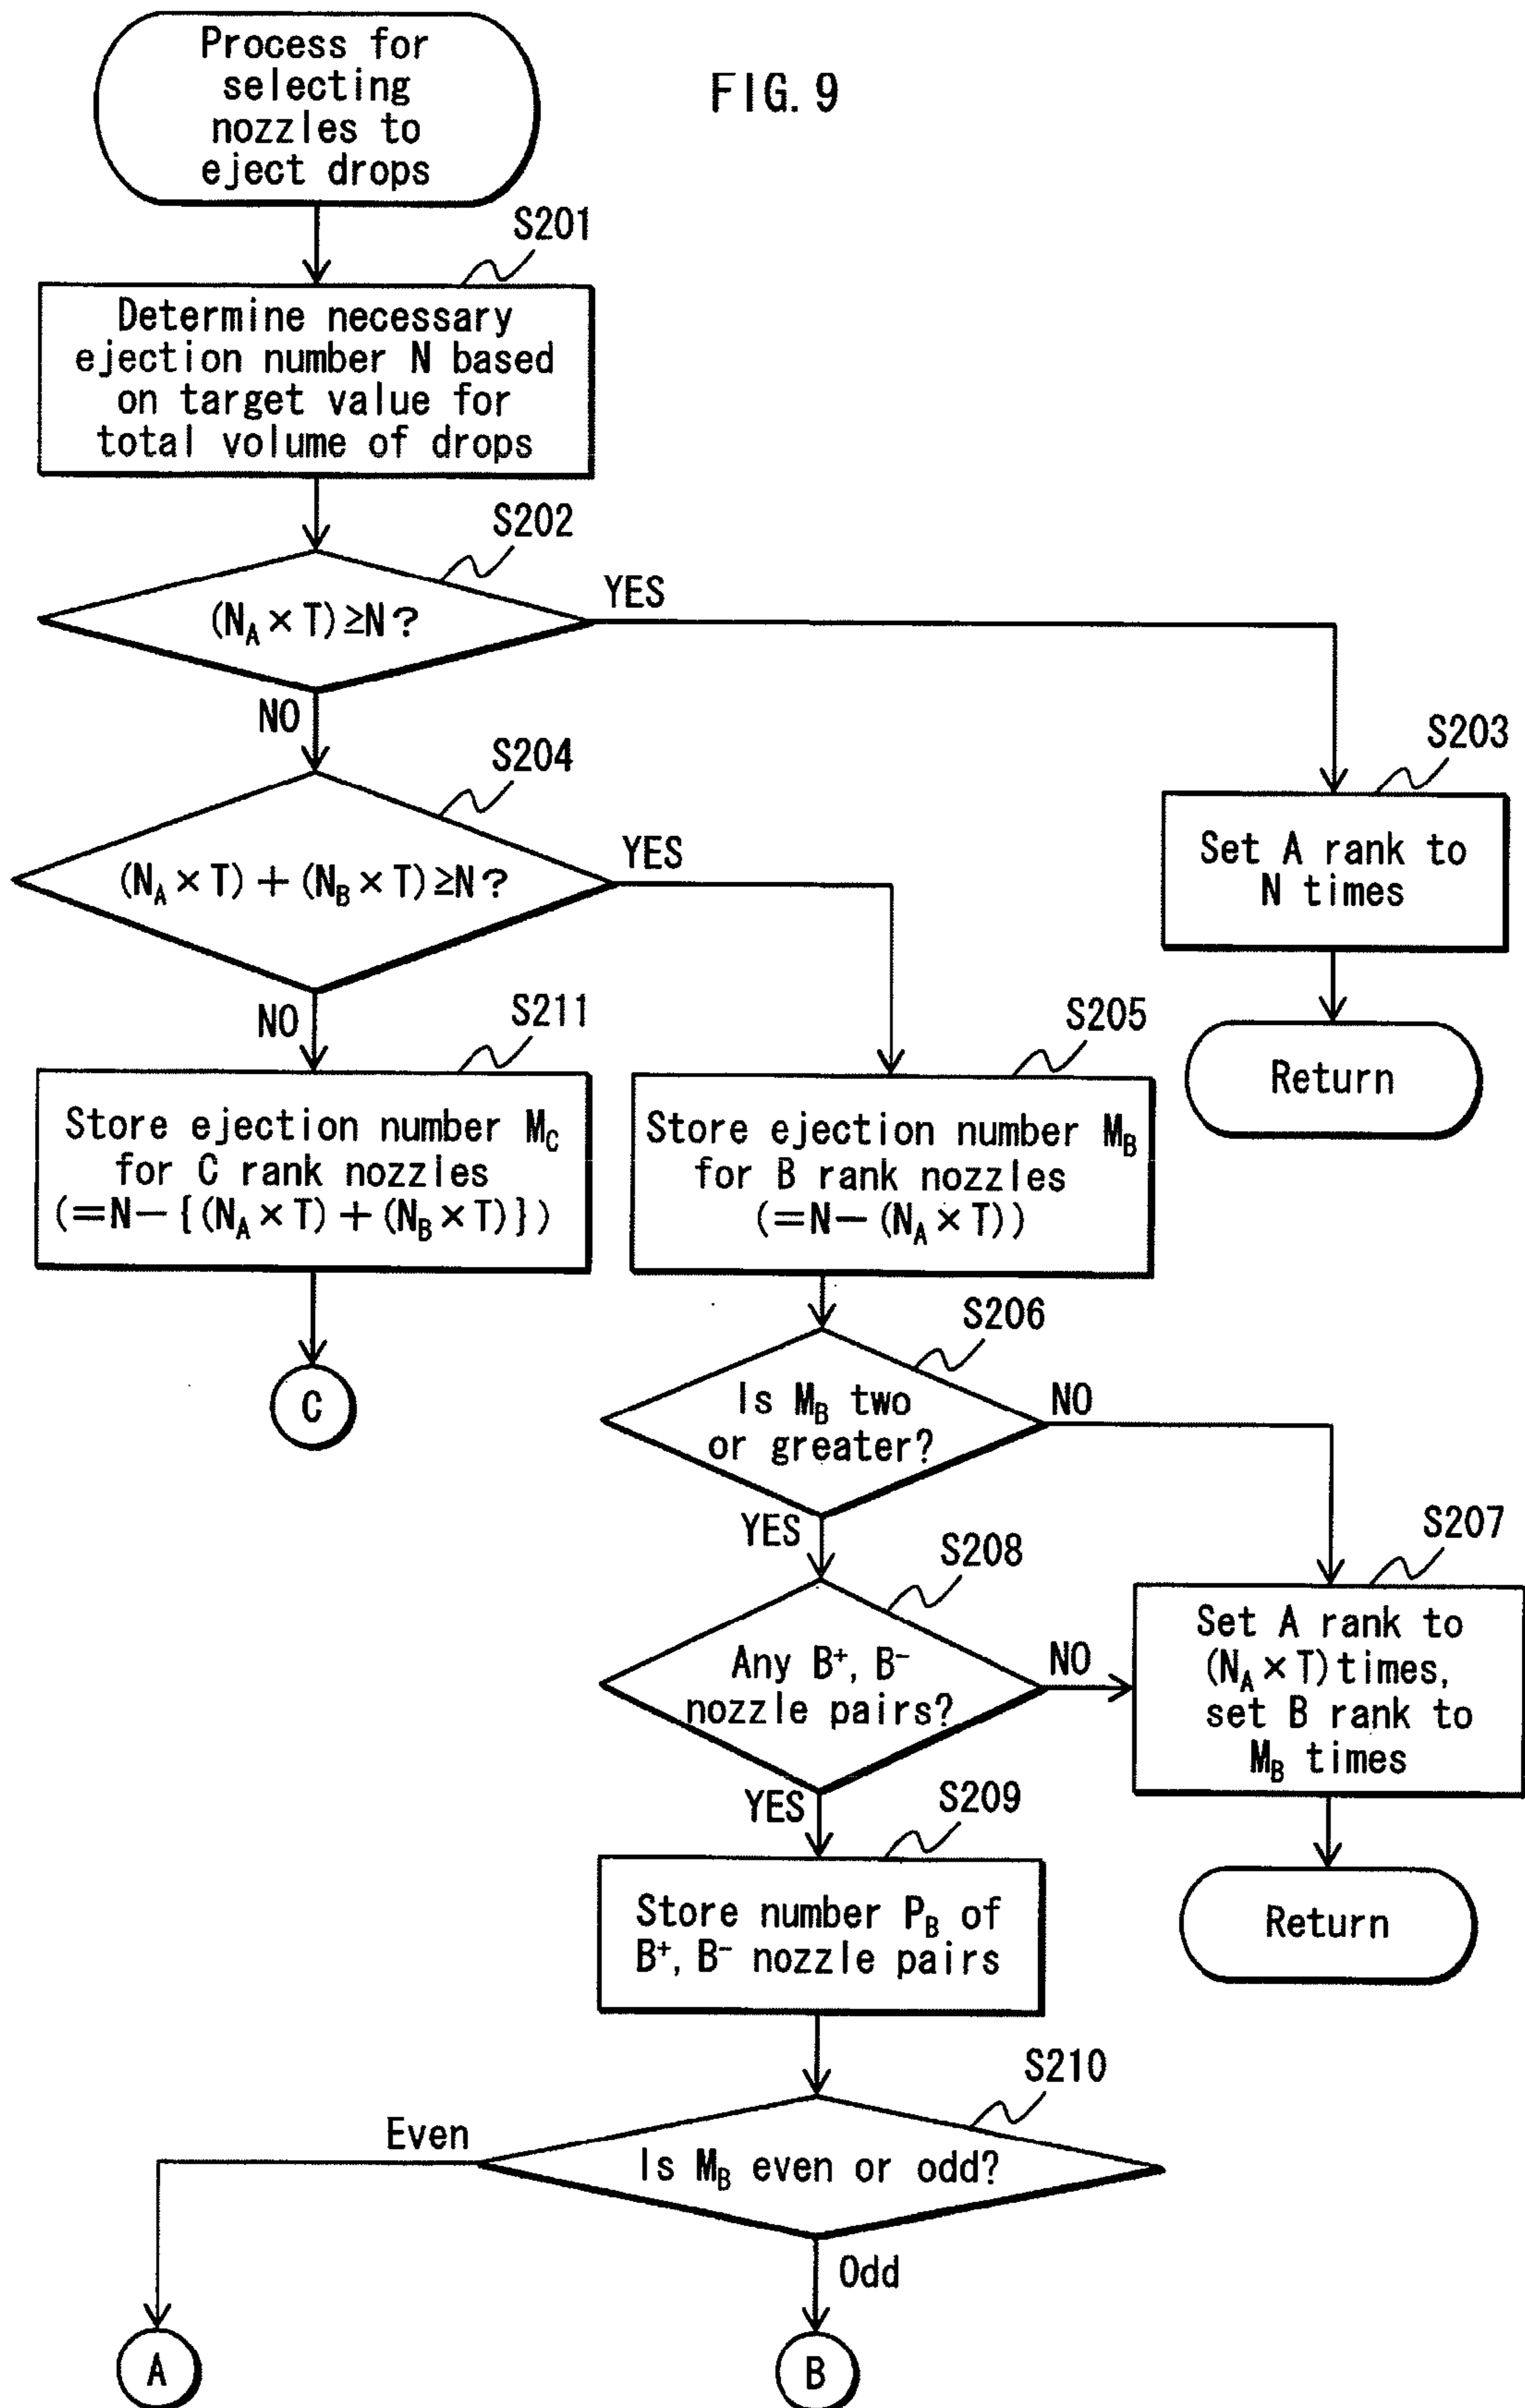 Process for
selecting
nozzles to
eject drops
FIG. 9
S201
Determine necessary
ejection number N based
on target value for
total volume of drops
S202
(N_A × T) ≥N ?
YES
NO
S203
Set A rank to
N times
Return
S204
(N_A × T) + (N_B × T) ≥N ?
YES
NO
S211
Store ejection number M_C
for C rank nozzles
(=N− {(N_A × T) + (N_B × T)})
C
S205
Store ejection number M_B
for B rank nozzles
(=N− (N_A × T))
S206
Is M_B two
or greater?
NO
YES
S207
Set A rank to
(N_A × T) times,
set B rank to
M_B times
Return
S208
Any B⁺, B⁻
nozzle pairs?
NO
YES
S209
Store number P_B of
B⁺, B⁻ nozzle pairs
S210
Is M_B even or odd?
Even
Odd
A
B